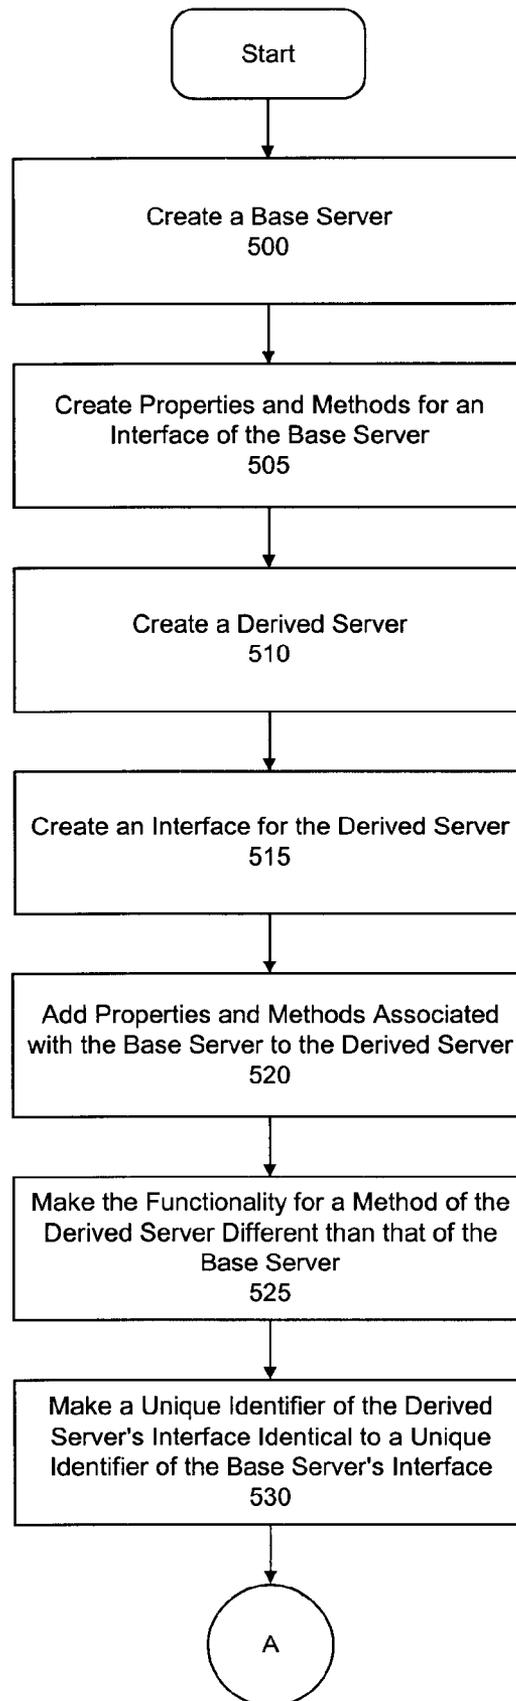 Start
Create a Base Server
500
Create Properties and Methods for an
Interface of the Base Server
505
Create a Derived Server
510
Create an Interface for the Derived Server
515
Add Properties and Methods Associated
with the Base Server to the Derived Server
520
Make the Functionality for a Method of the
Derived Server Different than that of the
Base Server
525
Make a Unique Identifier of the Derived
Server's Interface Identical to a Unique
Identifier of the Base Server's Interface
530
A